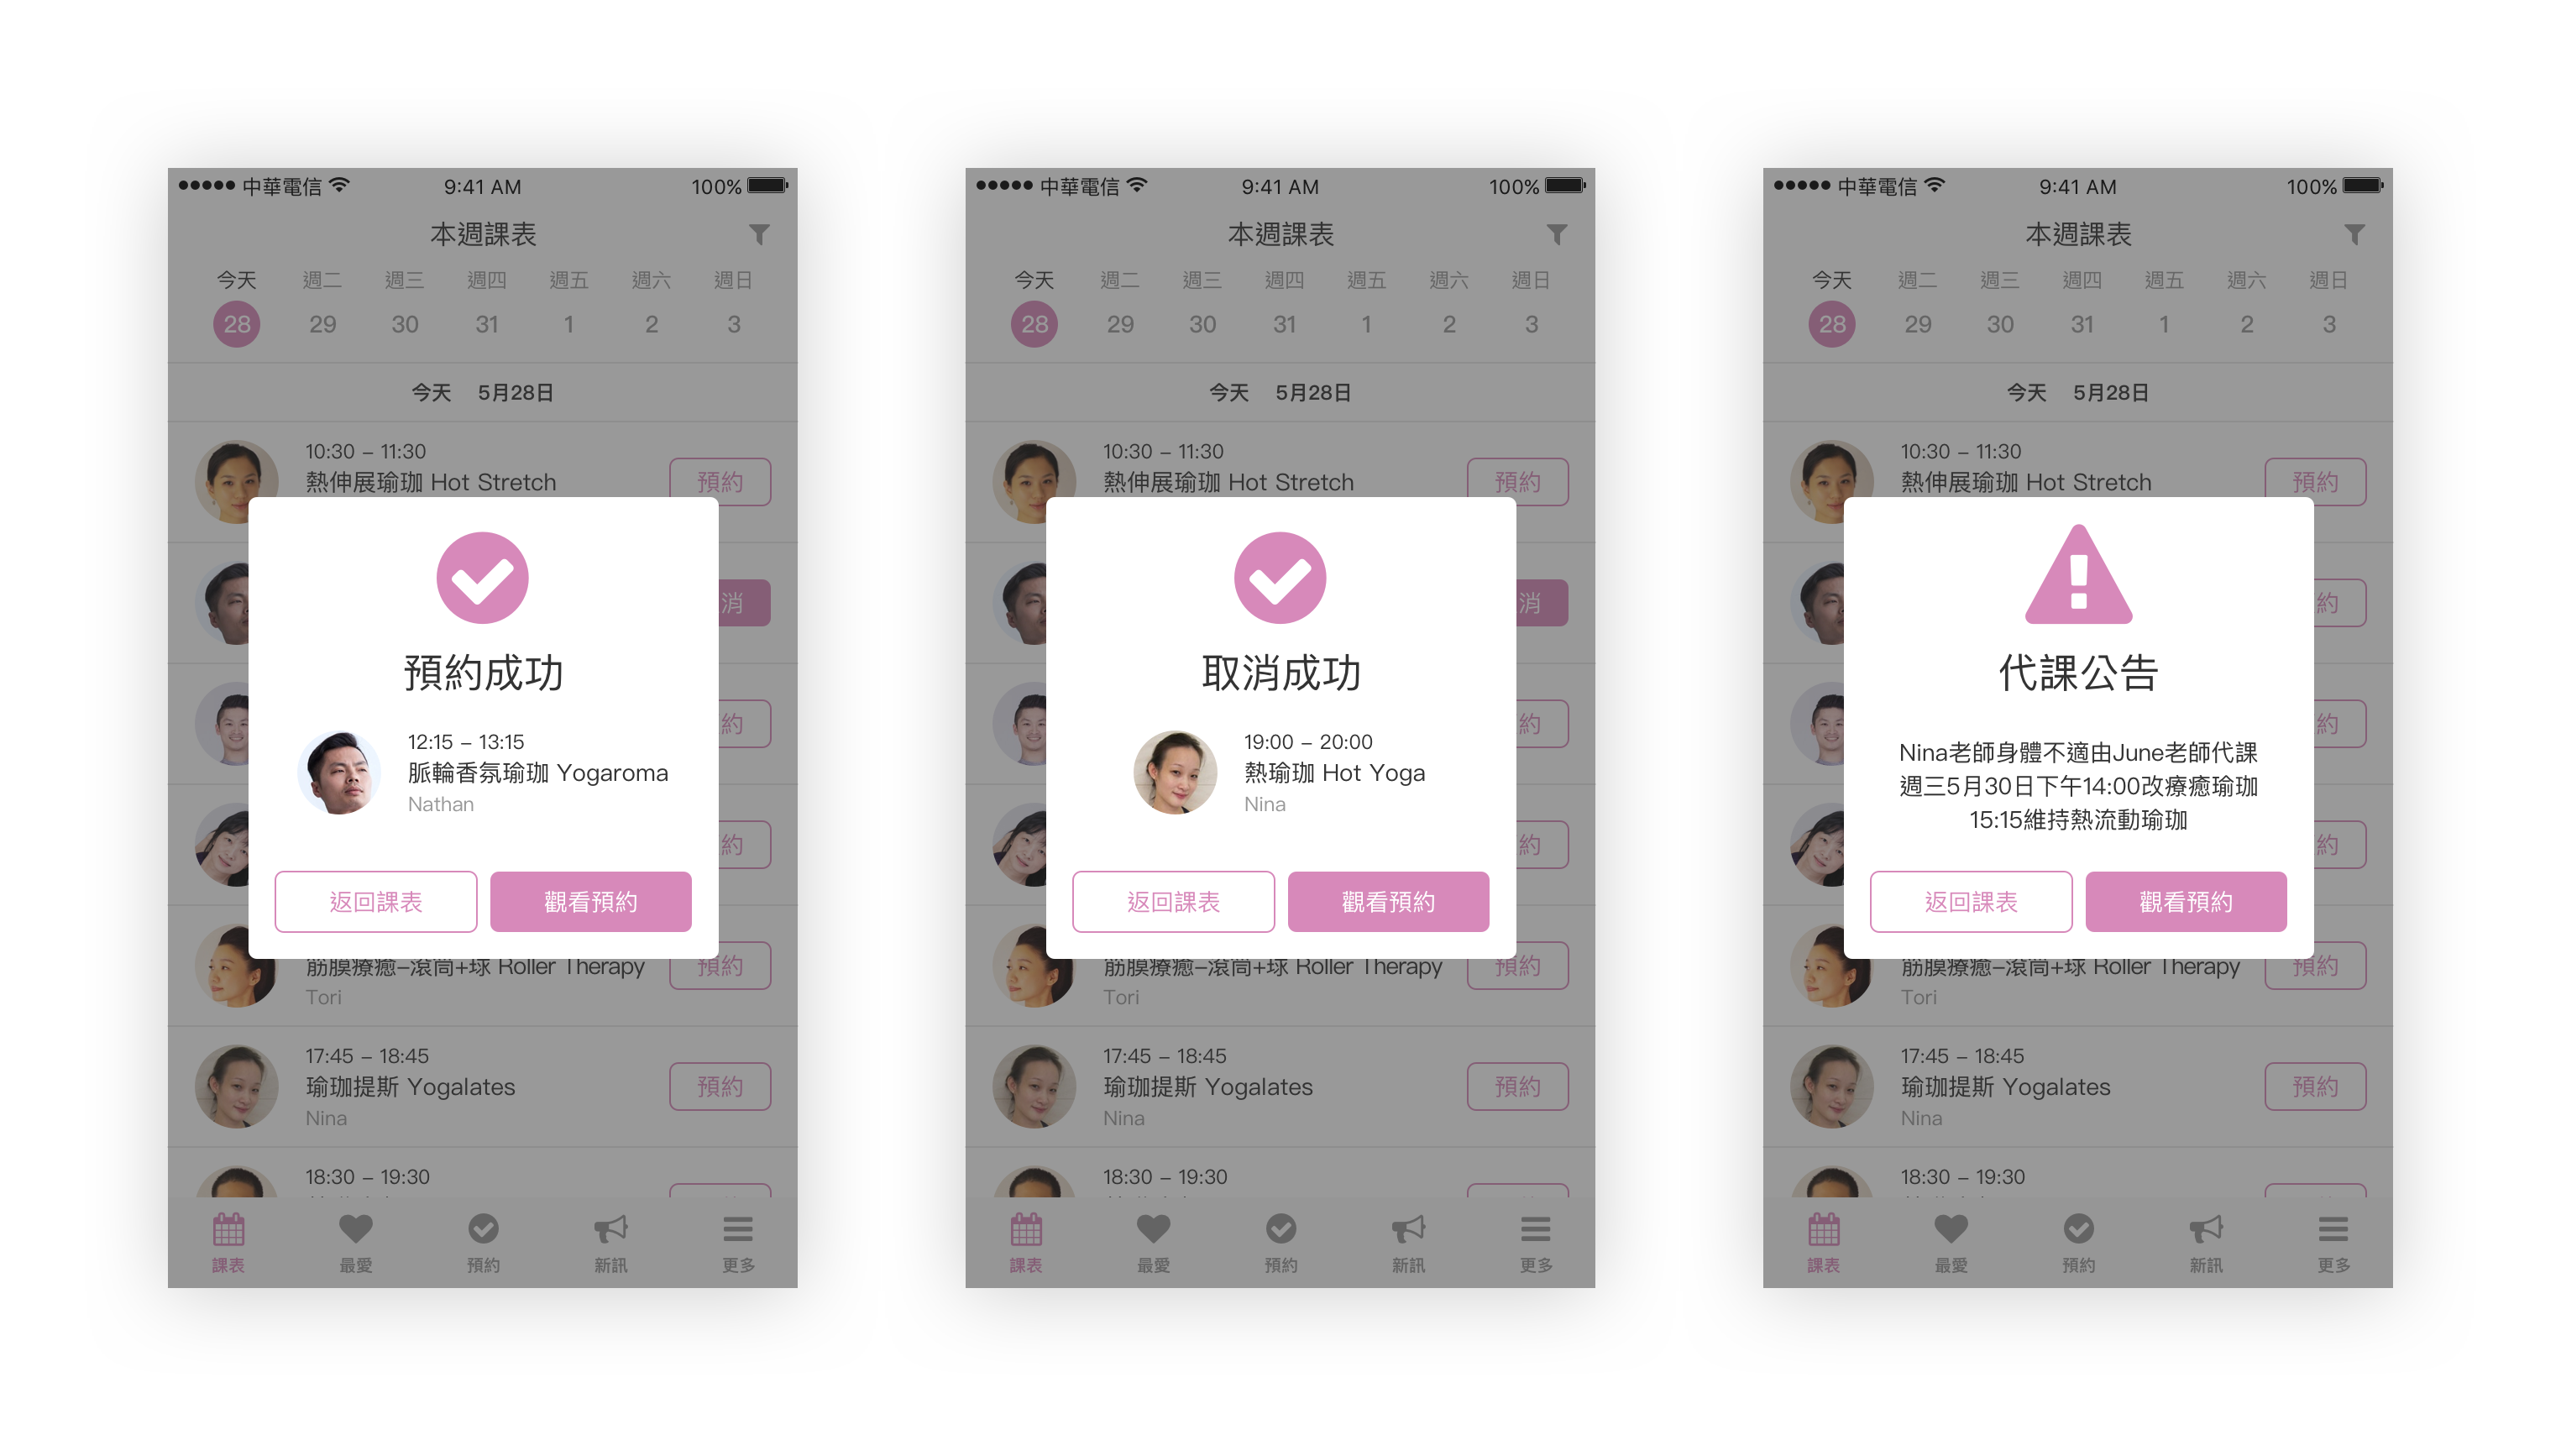 中華電信
9:41 AM
100%
本週課表
今天 週二 週三 週四 週五 週六 週日
28 29 30 31 1 2 3
今天 5月28日
10:30 – 11:30
熱伸展瑜珈 Hot Stretch
預約
消
預約成功
約
12:15 – 13:15
脈輪香氛瑜珈 Yogaroma
Nathan
約
返回課表
觀看預約
筋膜療癒–滾筒+球 Roller Therapy
預約
Tori
17:45 – 18:45
瑜珈提斯 Yogalates
預約
Nina
18:30 – 19:30
課表 最愛 預約 新訊 更多
中華電信
9:41 AM
100%
本週課表
今天 週二 週三 週四 週五 週六 週日
28 29 30 31 1 2 3
今天 5月28日
10:30 – 11:30
熱伸展瑜珈 Hot Stretch
預約
消
取消成功
約
19:00 – 20:00
熱瑜珈 Hot Yoga
Nina
約
返回課表
觀看預約
筋膜療癒–滾筒+球 Roller Therapy
預約
Tori
17:45 – 18:45
瑜珈提斯 Yogalates
預約
Nina
18:30 – 19:30
課表 最愛 預約 新訊 更多
中華電信
9:41 AM
100%
本週課表
今天 週二 週三 週四 週五 週六 週日
28 29 30 31 1 2 3
今天 5月28日
10:30 – 11:30
熱伸展瑜珈 Hot Stretch
預約
約
代課公告
約
Nina老師身體不適由June老師代課
週三5月30日下午14:00改療癒瑜珈
15:15維持熱流動瑜珈
約
返回課表
觀看預約
筋膜療癒–滾筒+球 Roller Therapy
預約
Tori
17:45 – 18:45
瑜珈提斯 Yogalates
預約
Nina
18:30 – 19:30
課表 最愛 預約 新訊 更多